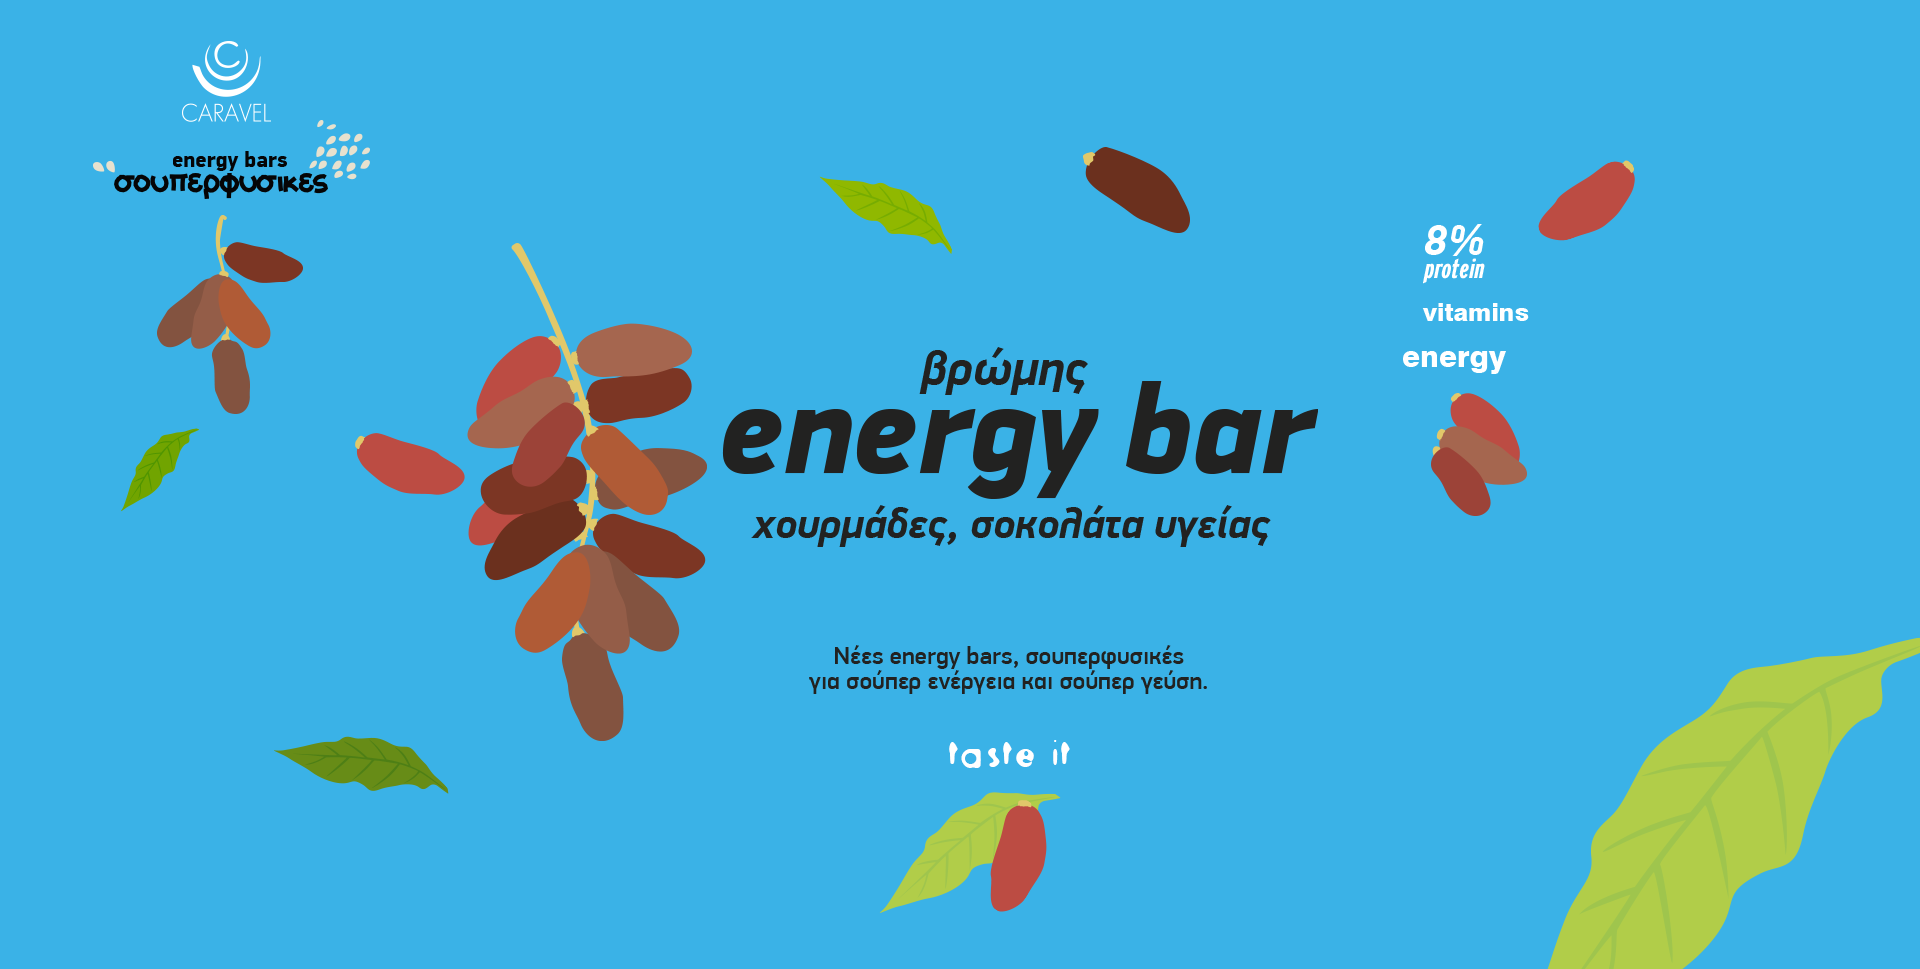 C
CARAVEL
energy bars
σουπερφυσικες
8%
protein
vitamins
energy
βρώμης
energy bar
χουρμάδες, σοκολάτα υγείας
Νέες energy bars, σουπερφυσικές
για σούπερ ενέργεια και σούπερ γεύση.
taste it